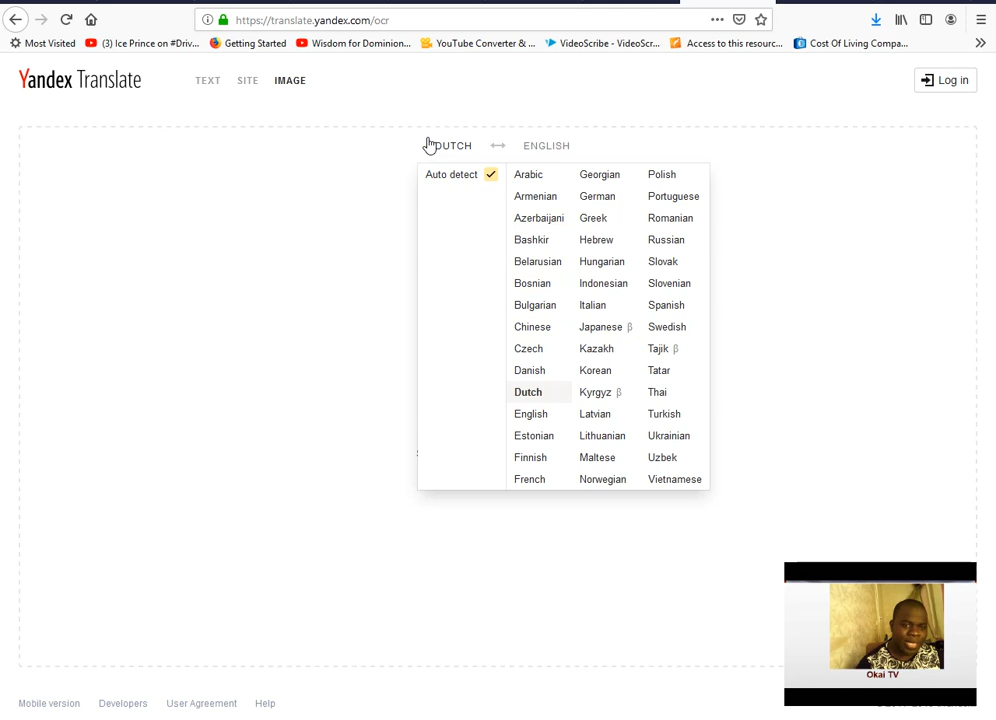 https://translate.yandex.com/ocr
Most Visited (3) Ice Prince on #Driv... Getting Started Wisdom for Dominion... YouTube Converter & ... VideoScribe - VideoScr... Access to this resourc... Cost Of Living Compa...
Yandex Translate TEXT SITE IMAGE Log in
DUTCH ENGLISH
Auto detect Arabic Georgian Polish
Armenian German Portuguese
Azerbaijani Greek Romanian
Bashkir Hebrew Russian
Belarusian Hungarian Slovak
Bosnian Indonesian Slovenian
Bulgarian Italian Spanish
Chinese Japanese β Swedish
Czech Kazakh Tajik β
Danish Korean Tatar
Dutch Kyrgyz β Thai
English Latvian Turkish
Estonian Lithuanian Ukrainian
Finnish Maltese Uzbek
French Norwegian Vietnamese
Okai TV
Mobile version Developers User Agreement Help